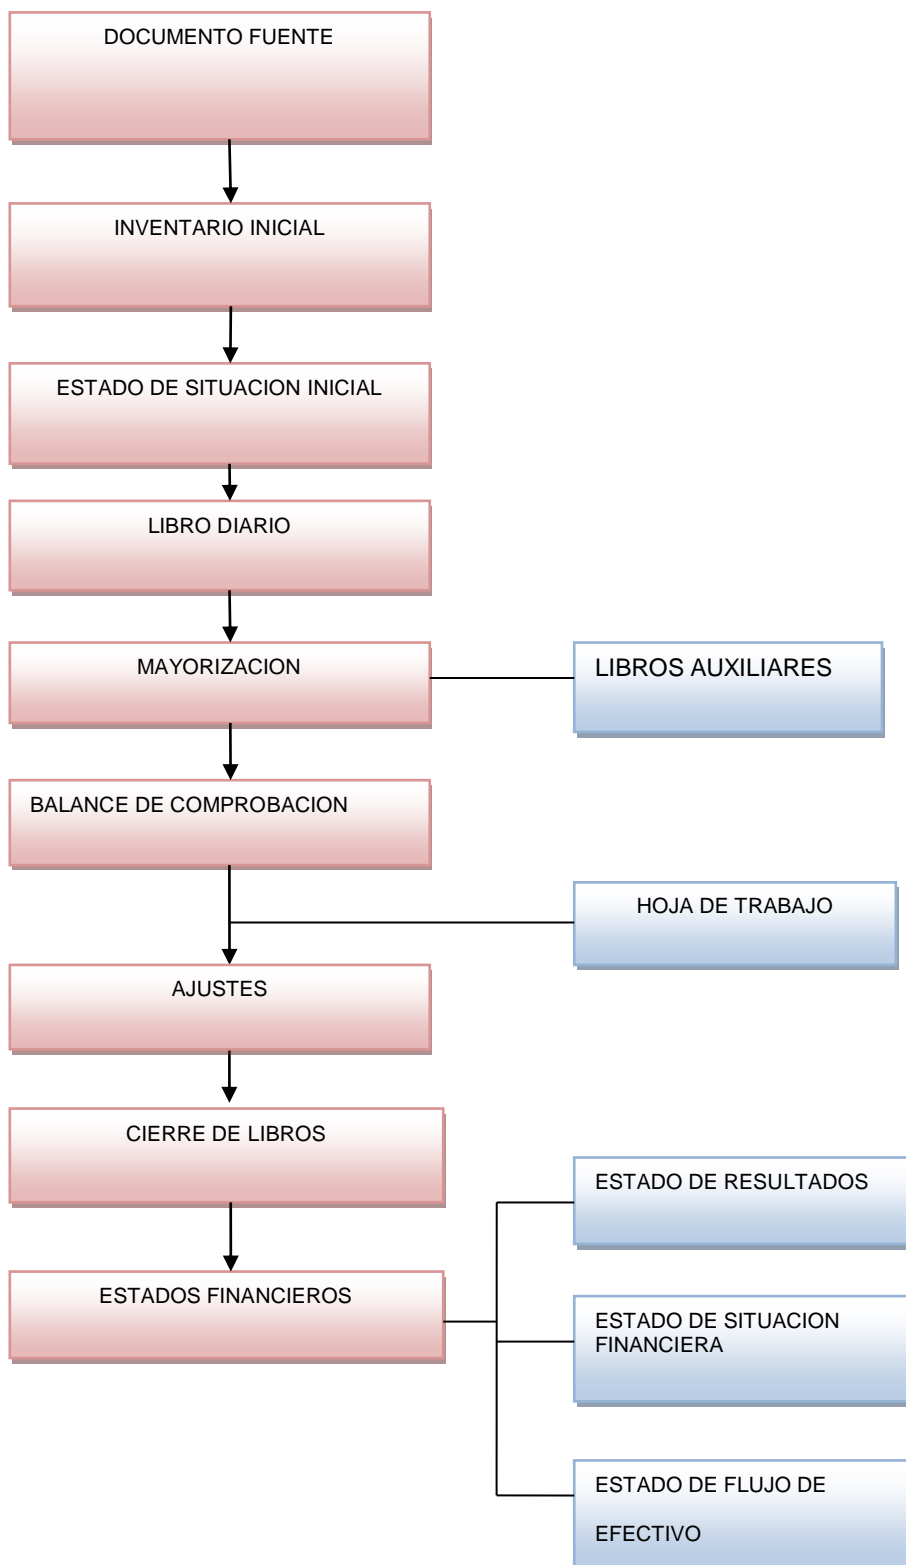 DOCUMENTO FUENTE
INVENTARIO INICIAL
ESTADO DE SITUACION INICIAL
LIBRO DIARIO
MAYORIZACION
LIBROS AUXILIARES
BALANCE DE COMPROBACION
HOJA DE TRABAJO
AJUSTES
CIERRE DE LIBROS
ESTADO DE RESULTADOS
ESTADOS FINANCIEROS
ESTADO DE SITUACION
FINANCIERA
ESTADO DE FLUJO DE
EFECTIVO